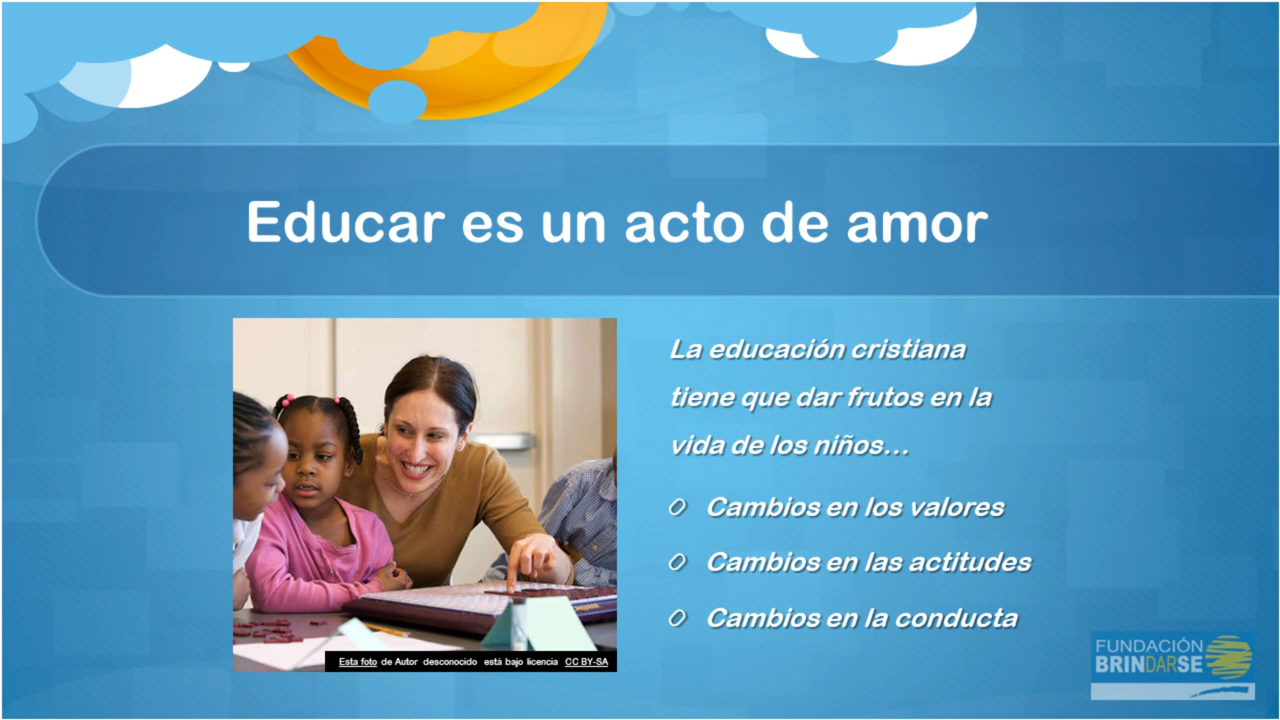 Educar es un acto de amor
La educación cristiana
tiene que dar frutos en la
vida de los niños...
Cambios en los valores
Cambios en las actitudes
Cambios en la conducta
Esta foto de Autor desconocido está bajo licencia CC BY-SA
FUNDACIÓN
BRINDARSE